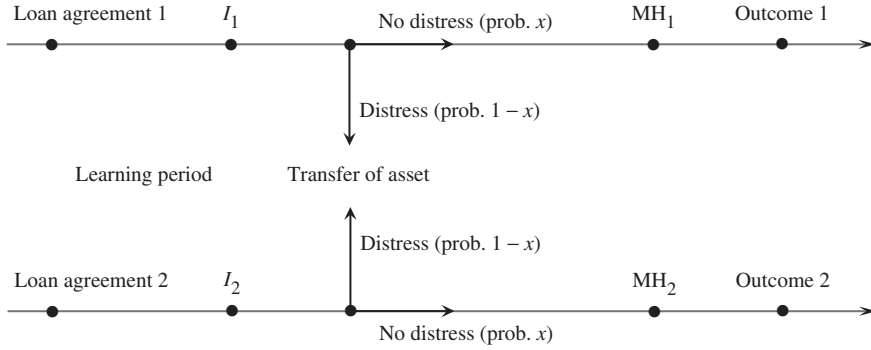 Loan agreement 1 I₁ No distress (prob. x) MH₁ Outcome 1
Distress (prob. 1 – x)
Learning period Transfer of asset
Distress (prob. 1 – x)
Loan agreement 2 I₂ MH₂ Outcome 2
No distress (prob. x)